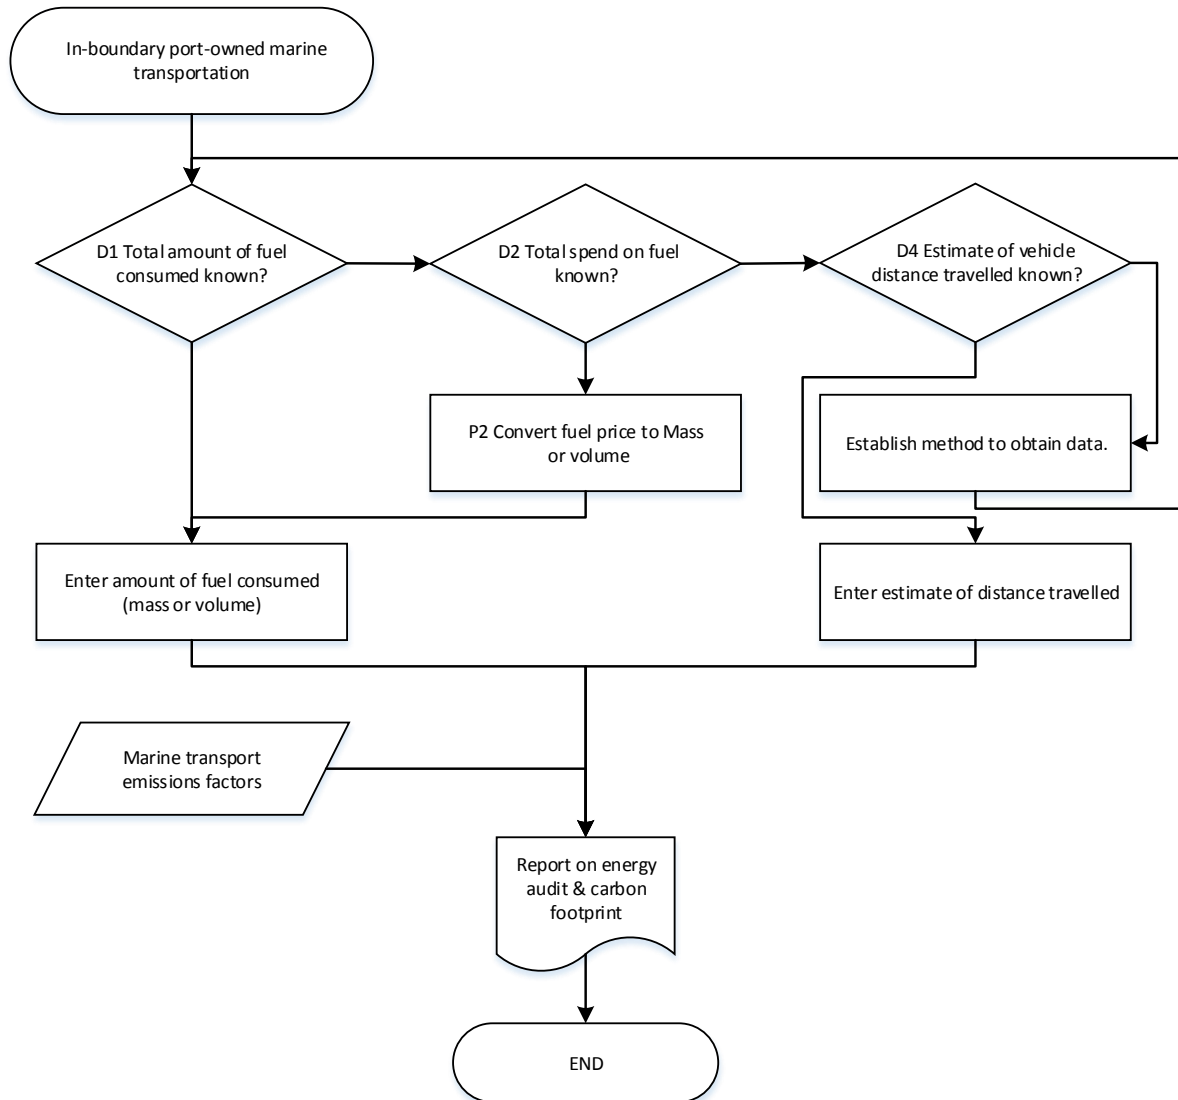 In-boundary port-owned marine
transportation
D1 Total amount of fuel
consumed known?
D2 Total spend on fuel
known?
D4 Estimate of vehicle
distance travelled known?
P2 Convert fuel price to Mass
or volume
Establish method to obtain data.
Enter amount of fuel consumed
(mass or volume)
Enter estimate of distance travelled
Marine transport
emissions factors
Report on energy
audit & carbon
footprint
END